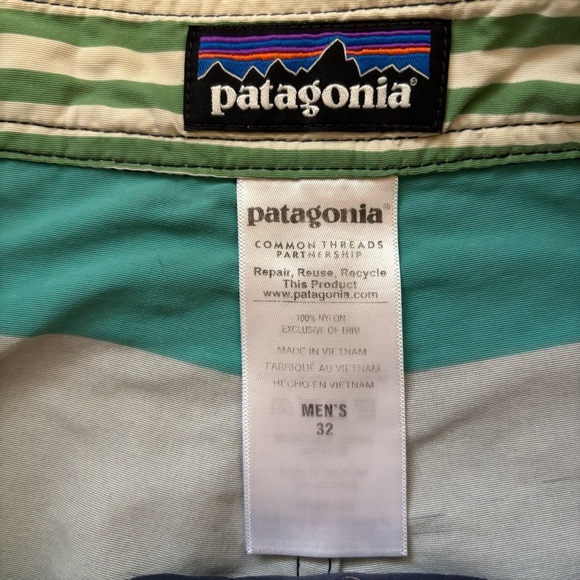 patagonia®
patagonia®
COMMON THREADS
PARTNERSHIP
Repair, Reuse, Recycle
This Product
www.patagonia.com
100% NYLON
EXCLUSIVE OF TRIM
MADE IN VIETNAM
FABRIQUÉ AU VIETNAM
HECHO EN VIETNAM
MEN'S
32